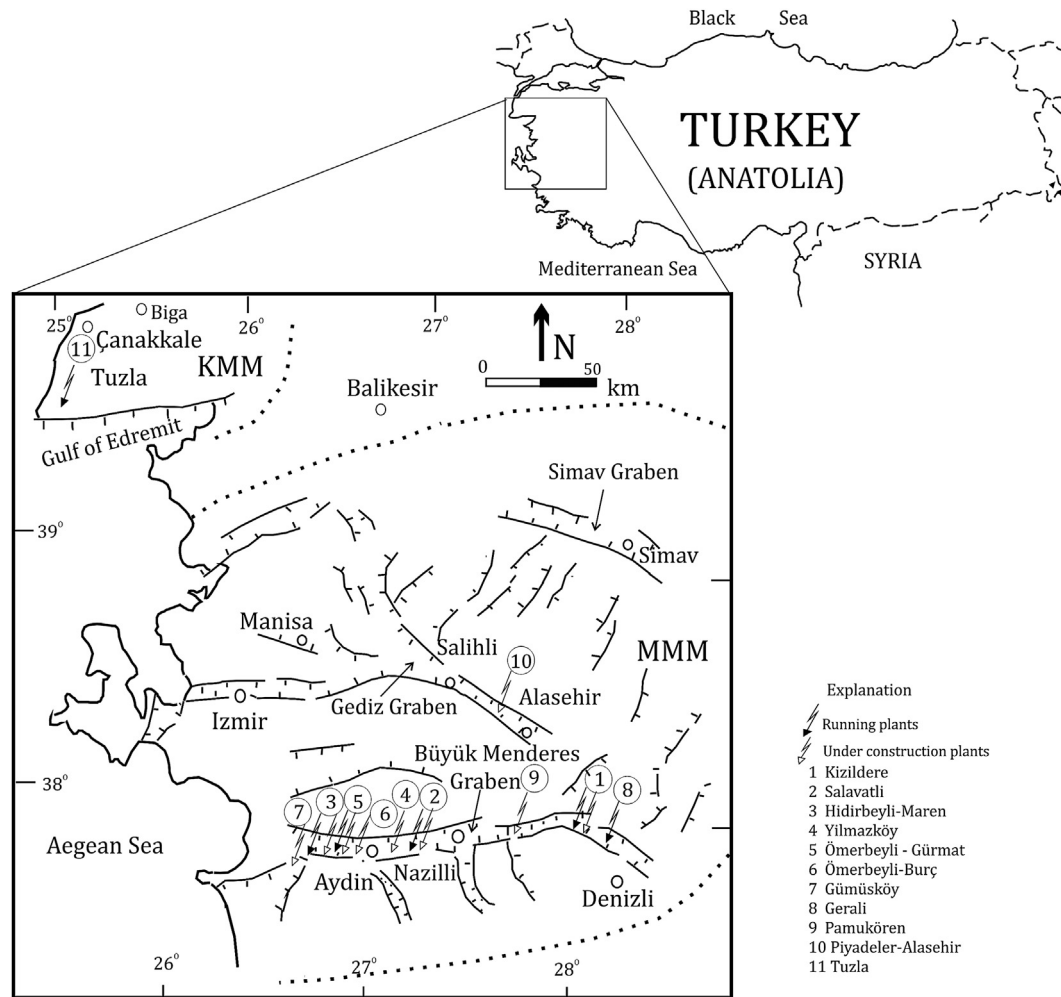 Black Sea
TURKEY
(ANATOLIA)
Mediterranean Sea
SYRIA
25°
26°
27°
28°
Biga
Çanakkale
11
Tuzla
KMM
N
0 50
km
Balikesir
Gulf of Edremit
Simav Graben
39°
Simav
Manisa
Salihli
10
MMM
Alasehir
Izmir
Gediz Graben
Büyük Menderes
Graben
38°
9
1
8
7
3
5
6
4
2
Aegean Sea
Aydin
Nazilli
Denizli
26°
27°
28°
Explanation
Running plants
Under construction plants
1 Kizildere
2 Salavatli
3 Hidirbeyli-Maren
4 Yilmazköy
5 Ömerbeyli - Gürmat
6 Ömerbeyli-Burç
7 Gümüsköy
8 Gerali
9 Pamukören
10 Piyadeler-Alasehir
11 Tuzla